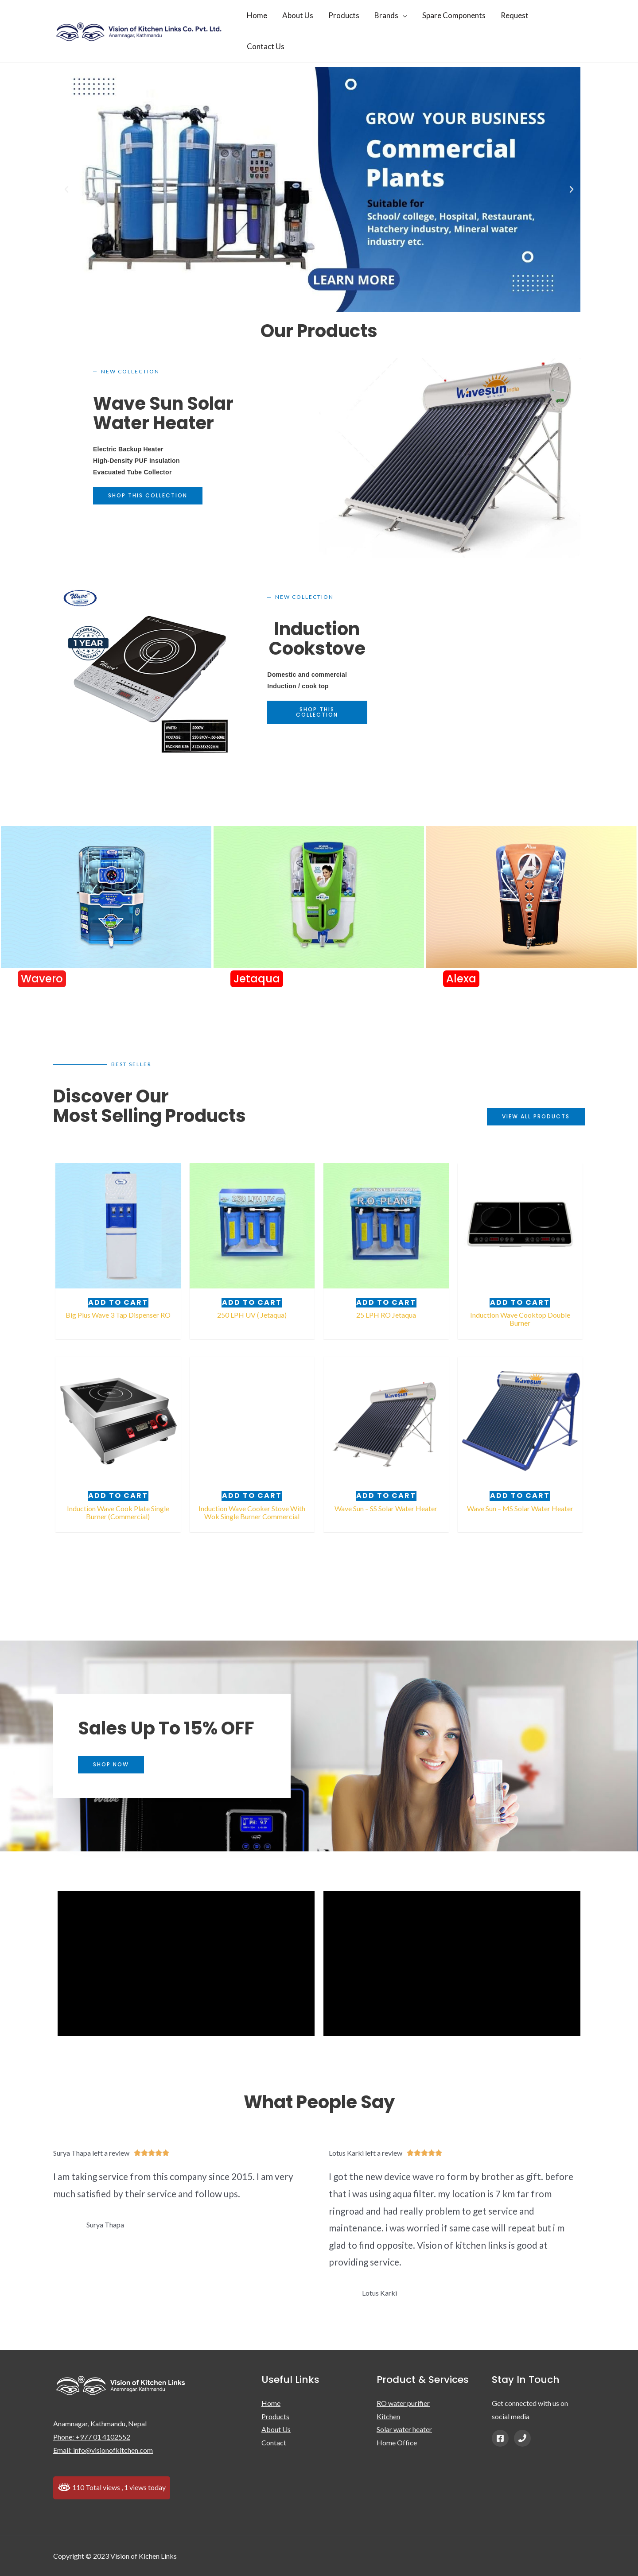 Vision of Kitchen Links Co. Pvt. Ltd.
Anamnagar, Kathmandu
Home
About Us
Products
Brands
Spare Components
Request
Contact Us
GROW YOUR BUSINESS
Commercial
Plants
Suitable for
School/ college, Hospital, Restaurant,
Hatchery industry, Mineral water
industry etc.
LEARN MORE
Our Products
– NEW COLLECTION
Wave Sun Solar
Water Heater
Electric Backup Heater
High-Density PUF Insulation
Evacuated Tube Collector
SHOP THIS COLLECTION
Wavesun
Wave
1 YEAR
WARRANTY
WATTS: 2000W
– NEW COLLECTION
Induction
Cookstove
Domestic and commercial
Induction / cook top
SHOP THIS
COLLECTION
Wavero
Jetaqua
Alexa
BEST SELLER
Discover Our
Most Selling Products
VIEW ALL PRODUCTS
R.O. PLANT
ADD TO CART
ADD TO CART
ADD TO CART
ADD TO CART
Big Plus Wave 3 Tap Dispenser RO
250 LPH UV ( Jetaqua)
25 LPH RO Jetaqua
Induction Wave Cooktop Double
Burner
Wavesun
Wavesun
ADD TO CART
ADD TO CART
ADD TO CART
ADD TO CART
Induction Wave Cook Plate Single
Burner (Commercial)
Induction Wave Cooker Stove With
Wok Single Burner Commercial
Wave Sun – SS Solar Water Heater
Wave Sun – MS Solar Water Heater
Sales Up To 15% OFF
SHOP NOW
What People Say
Surya Thapa left a review
I am taking service from this company since 2015. I am very
much satisfied by their service and follow ups.
Surya Thapa
Lotus Karki left a review
I got the new device wave ro form by brother as gift. before
that i was using aqua filter. my location is 7 km far from
ringroad and had really problem to get service and
maintenance. i was worried if same case will repeat but i m
glad to find opposite. Vision of kitchen links is good at
providing service.
Lotus Karki
Vision of Kitchen Links
Anamnagar, Kathmandu
Anamnagar, Kathmandu, Nepal
Phone: +977 01 4102552
Email: info@visionofkitchen.com
110 Total views , 1 views today
Useful Links
Home
Products
About Us
Contact
Product & Services
RO water purifier
Kitchen
Solar water heater
Home Office
Stay In Touch
Get connected with us on
social media
Copyright © 2023 Vision of Kichen Links